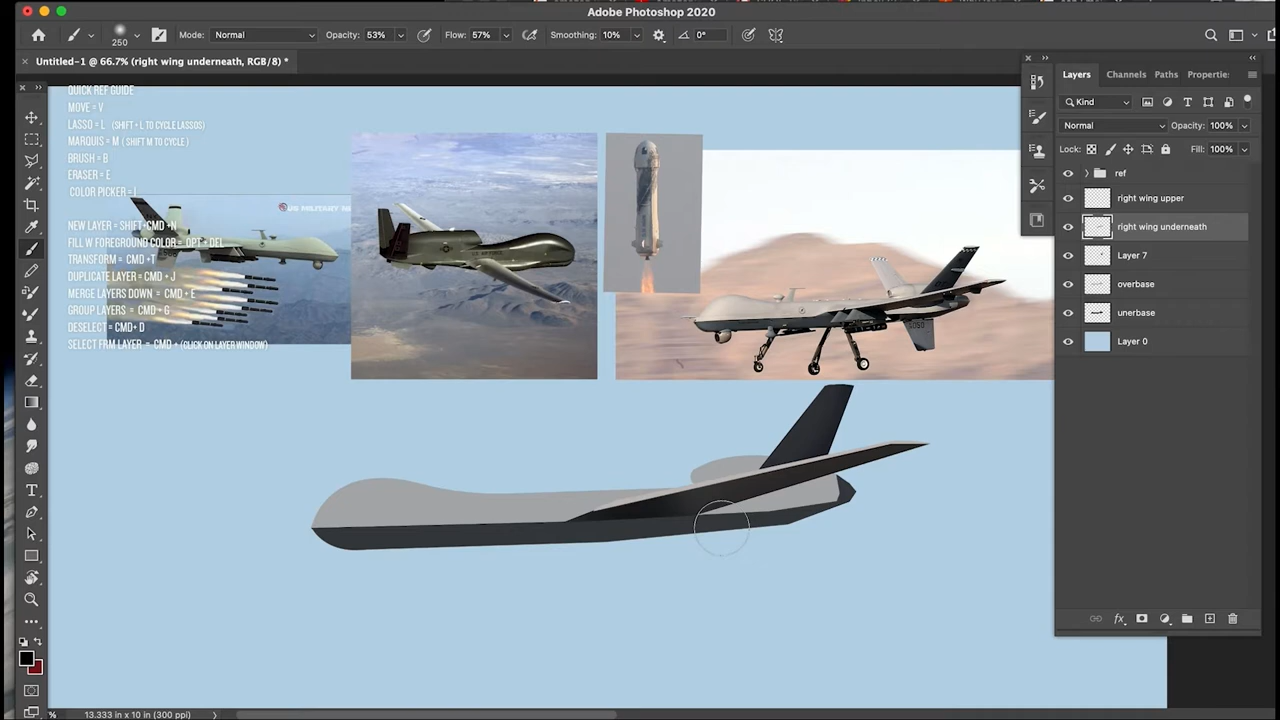 Adobe Photoshop 2020
250
Mode: Normal
Opacity: 53%
Flow: 57%
Smoothing: 10%
0°
Untitled-1 @ 66.7% (right wing underneath, RGB/8) *
QUICK REF GUIDE
MOVE = V
LASSO = L (SHIFT + L TO CYCLE LASSOS)
MARQUIS = M ( SHIFT M TO CYCLE )
BRUSH = B
ERASER = E
COLOR PICKER = I
NEW LAYER = SHIFT+CMD +N
FILL W FOREGROUND COLOR = OPT + DEL
TRANSFORM = CMD +T
DUPLICATE LAYER = CMD + J
MERGE LAYERS DOWN = CMD + E
GROUP LAYERS = CMD + G
DESELECT = CMD+ D
SELECT FRM LAYER = CMD + (CLICK ON LAYER WINDOW)
US MILITARY NE
Layers
Channels
Paths
Propertie:
Kind
Normal
Opacity: 100%
Lock:
Fill: 100%
ref
right wing upper
right wing underneath
Layer 7
overbase
unerbase
Layer 0
% 13.333 in x 10 in (300 ppi)